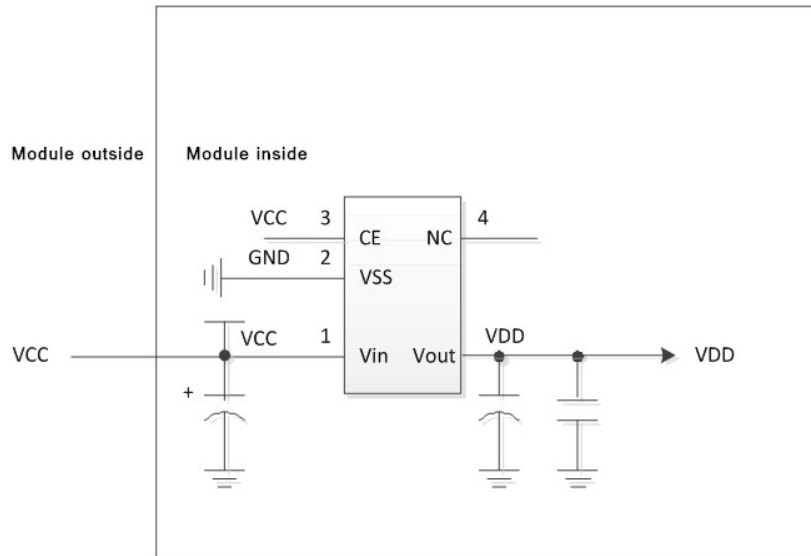 Module outside
Module inside
VCC 3
CE
NC
4
GND 2
VSS
VCC
VCC 1
Vin
Vout
VDD
VDD
+